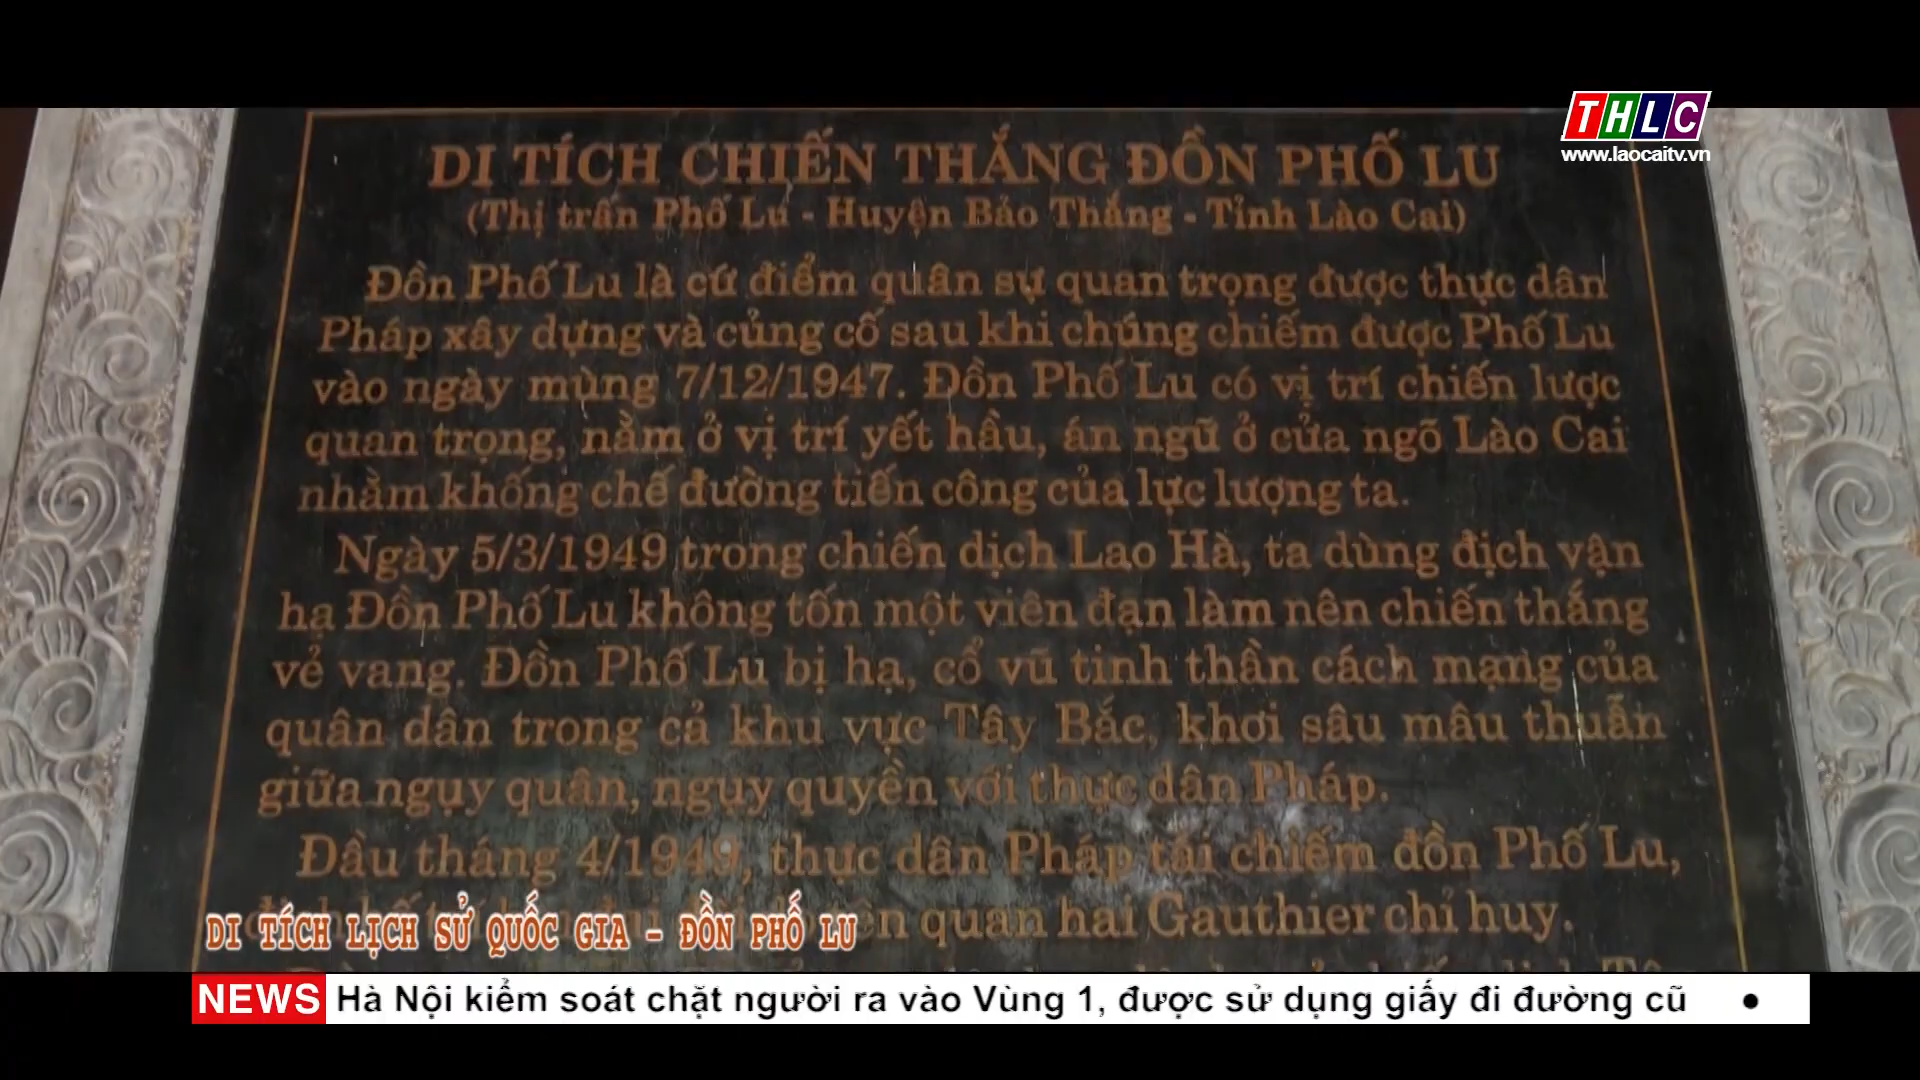 THLC
www.laocaitv.vn
DI TÍCH CHIẾN THẮNG ĐỒN PHỐ LU
(Thị trấn Phố Lu - Huyện Bảo Thắng - Tỉnh Lào Cai)
Đồn Phố Lu là cứ điểm quân sự quan trọng được thực dân
Pháp xây dựng và củng cố sau khi chúng chiếm được Phố Lu
vào ngày mùng 7/12/1947. Đồn Phố Lu có vị trí chiến lược
quan trọng, nằm ở vị trí yết hầu, án ngữ ở cửa ngõ Lào Cai
nhằm khống chế đường tiến công của lực lượng ta.
Ngày 5/3/1949 trong chiến dịch Lao Hà, ta dùng địch vận
hạ Đồn Phố Lu không tốn một viên đạn làm nên chiến thắng
vẻ vang. Đồn Phố Lu bị hạ, cổ vũ tinh thần cách mạng của
quân dân trong cả khu vực Tây Bắc, khơi sâu mâu thuẫn
giữa ngụy quân, ngụy quyền với thực dân Pháp.
Đầu tháng 4/1949, thực dân Pháp tái chiếm đồn Phố Lu,
quan hai Gauthier chỉ huy.
DI TÍCH LỊCH SỬ QUỐC GIA - ĐỒN PHỐ LU
NEWS Hà Nội kiểm soát chặt người ra vào Vùng 1, được sử dụng giấy đi đường cũ •